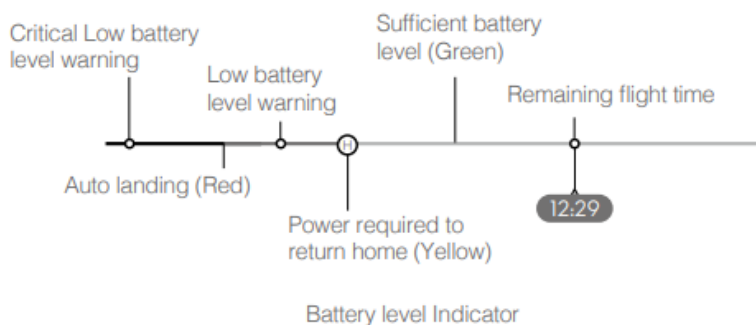 Critical Low battery
level warning
Low battery
level warning
Sufficient battery
level (Green)
Remaining flight time
H
Auto landing (Red)
Power required to
return home (Yellow)
12:29
Battery level Indicator